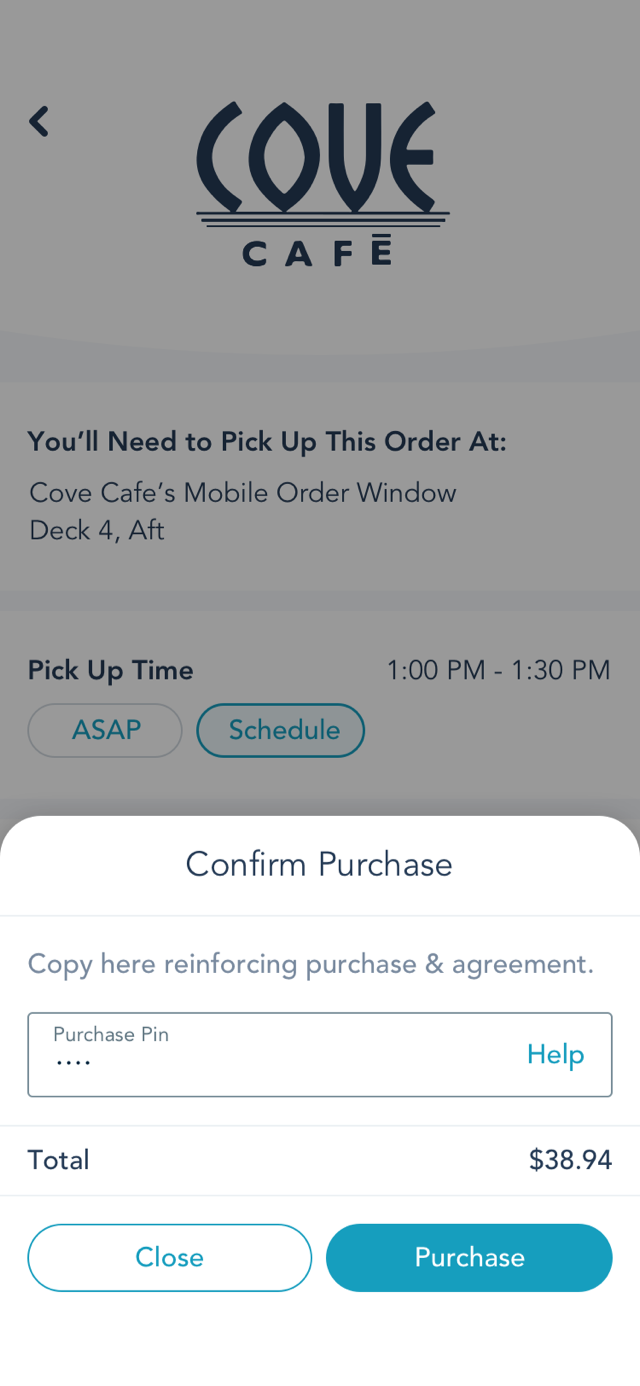 COVE
CAFĒ
You’ll Need to Pick Up This Order At:
Cove Cafe’s Mobile Order Window
Deck 4, Aft
Pick Up Time 1:00 PM - 1:30 PM
ASAP Schedule
Confirm Purchase
Copy here reinforcing purchase & agreement.
Purchase Pin
....
Help
Total $38.94
Close Purchase